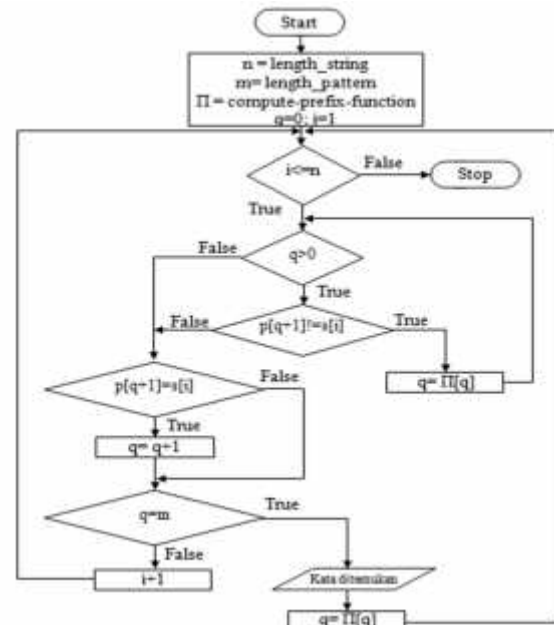 Start
n = length_string
m= length_pattern
Π = compute-prefix-function
q=0; i=1
i<=n
False
Stop
True
q>0
False
True
p[q+1]!=s[i]
False
True
q= Π[q]
p[q+1]=s[i]
False
True
q= q+1
q=m
True
False
i+1
Kata ditemukan
q= Π[q]